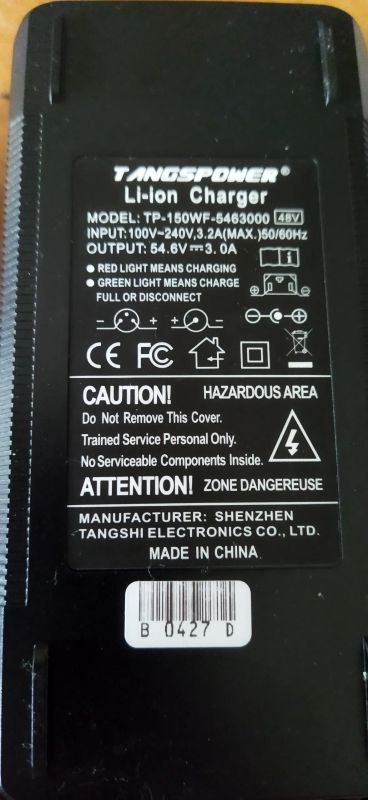 TANGSPOWER®
Li-ion Charger
MODEL: TP-150WF-5463000 48V
INPUT: 100V~240V,3.2A(MAX.)50/60Hz
OUTPUT: 54.6V⎓3.0A
● RED LIGHT MEANS CHARGING
● GREEN LIGHT MEANS CHARGE
FULL OR DISCONNECT
CE FC
CAUTION! HAZARDOUS AREA
Do Not Remove This Cover.
Trained Service Personal Only.
No Serviceable Components Inside.
ATTENTION! ZONE DANGEREUSE
MANUFACTURER: SHENZHEN
TANGSHI ELECTRONICS CO., LTD.
MADE IN CHINA
B 0427 D